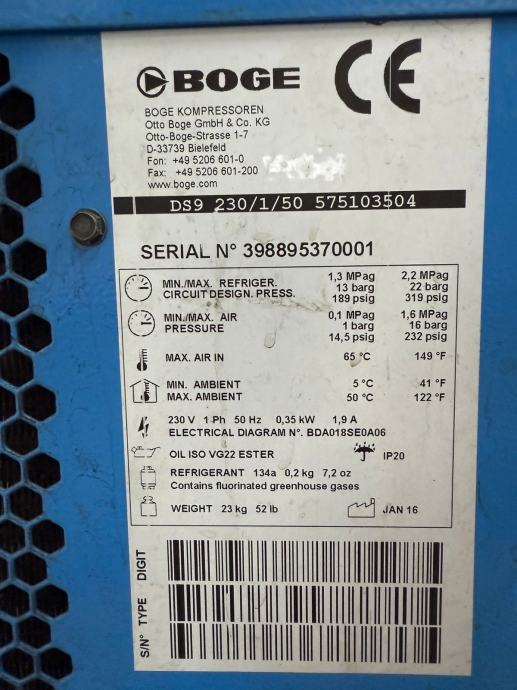 BOGE CE
BOGE KOMPRESSOREN
Otto Boge GmbH & Co. KG
Otto-Boge-Strasse 1-7
D-33739 Bielefeld
Fon: +49 5206 601-0
Fax: +49 5206 601-200
www.boge.com
DS9 230/1/50 575103504
SERIAL N° 398895370001
MIN./MAX. REFRIGER. 1,3 MPag 2,2 MPag
CIRCUIT DESIGN. PRESS. 13 barg 22 barg
189 psig 319 psig
MIN./MAX. AIR 0,1 MPag 1,6 MPag
PRESSURE 1 barg 16 barg
14,5 psig 232 psig
MAX. AIR IN 65 °C 149 °F
MIN. AMBIENT 5 °C 41 °F
MAX. AMBIENT 50 °C 122 °F
230 V 1 Ph 50 Hz 0,35 kW 1,9 A
ELECTRICAL DIAGRAM N°. BDA018SE0A06
OIL ISO VG22 ESTER IP20
REFRIGERANT 134a 0,2 kg 7,2 oz
Contains fluorinated greenhouse gases
WEIGHT 23 kg 52 lb JAN 16
S/N° TYPE DIGIT